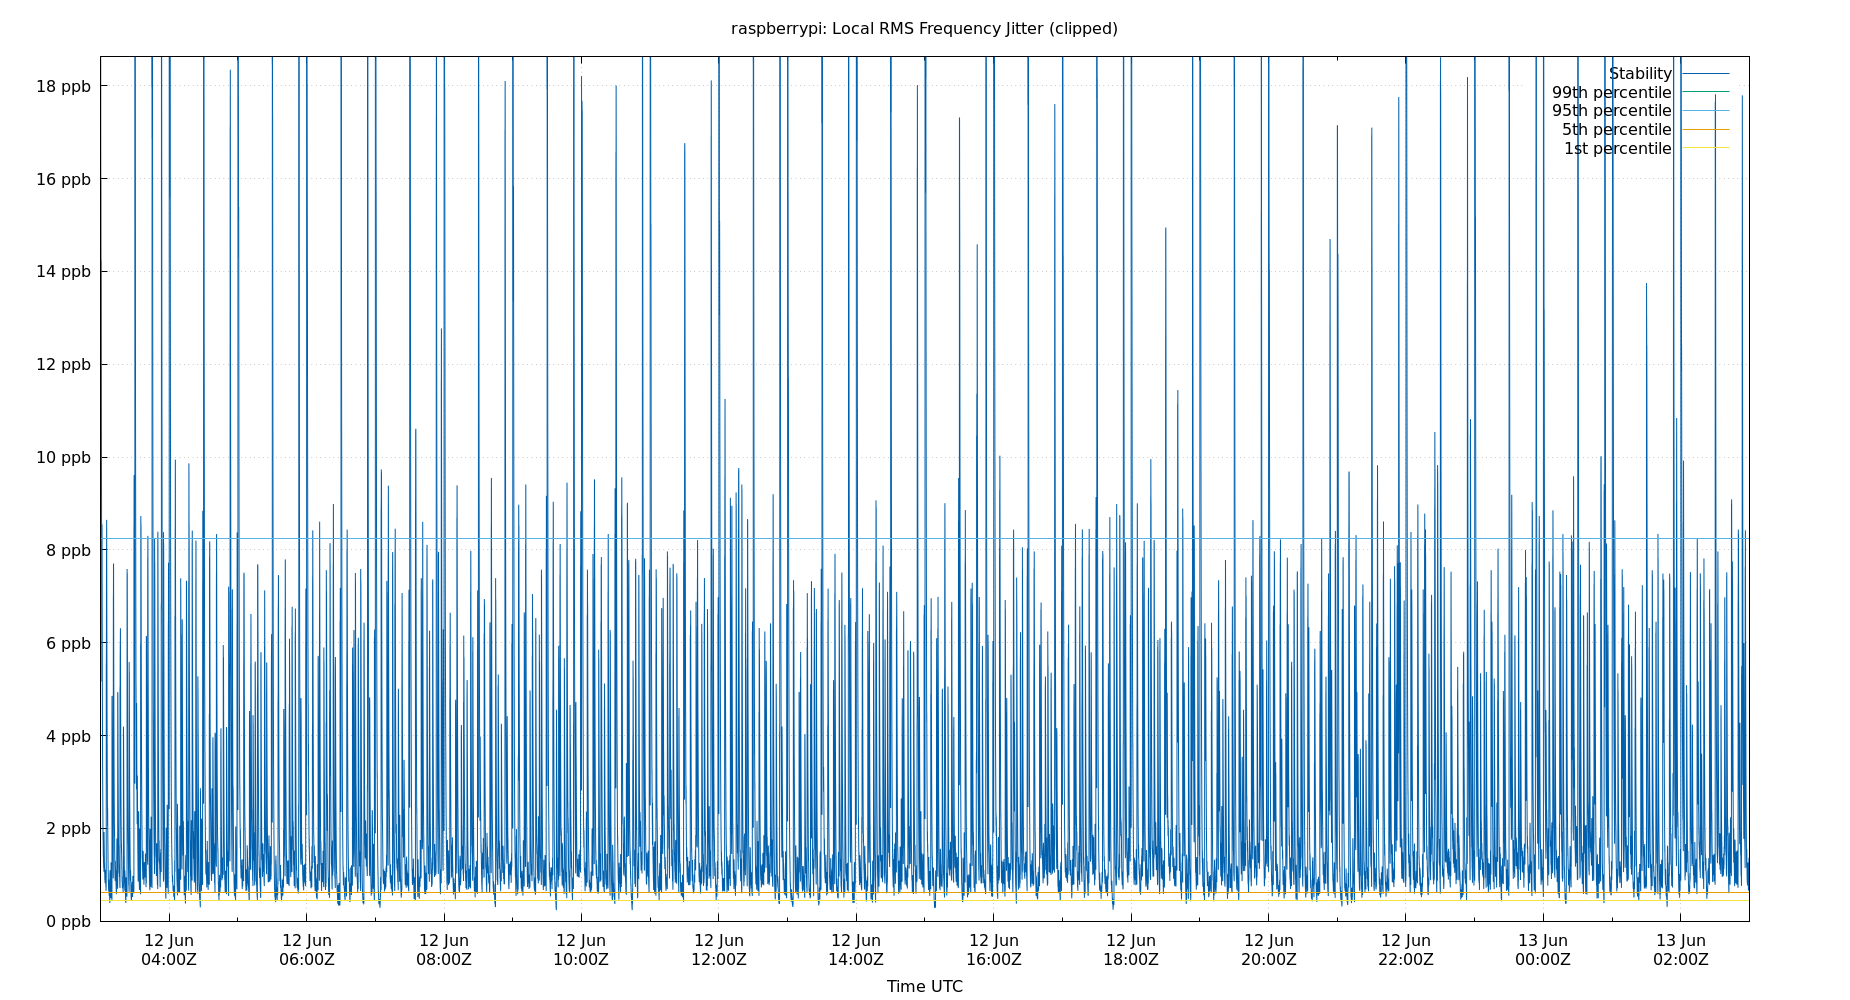 raspberrypi: Local RMS Frequency Jitter (clipped)
18 ppb
16 ppb
14 ppb
12 ppb
10 ppb
8 ppb
6 ppb
4 ppb
2 ppb
0 ppb
Stability
99th percentile
95th percentile
5th percentile
1st percentile
12 Jun 12 Jun 12 Jun 12 Jun 12 Jun 12 Jun 12 Jun 12 Jun 12 Jun 12 Jun 13 Jun 13 Jun
04:00Z 06:00Z 08:00Z 10:00Z 12:00Z 14:00Z 16:00Z 18:00Z 20:00Z 22:00Z 00:00Z 02:00Z
Time UTC